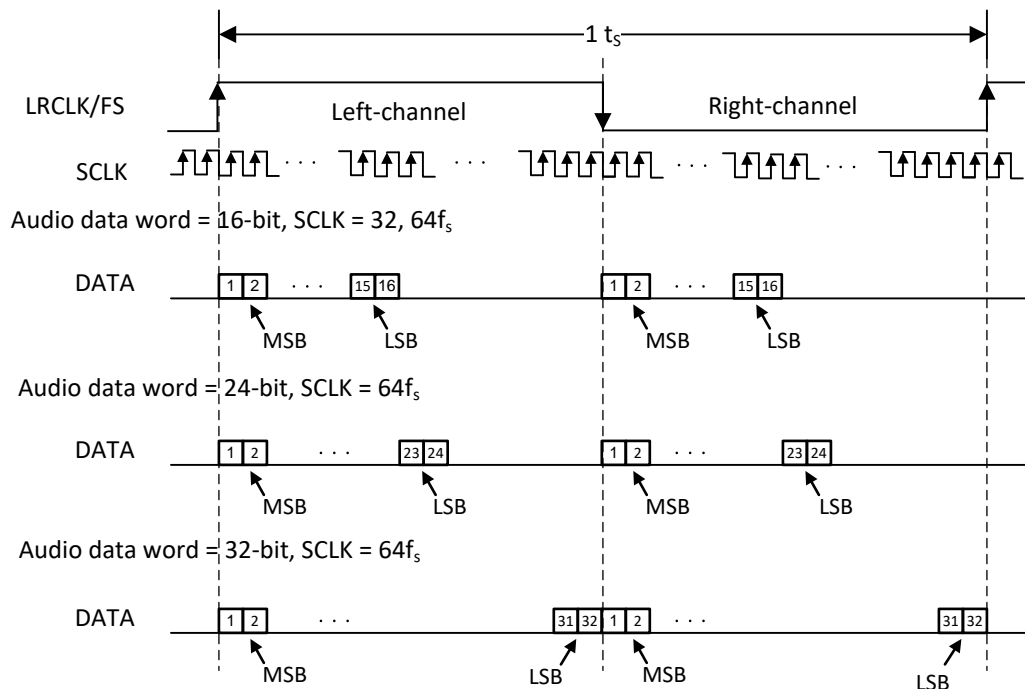 1 tS
LRCLK/FS Left-channel Right-channel
SCLK . . . . . . . . . . . .
Audio data word = 16-bit, SCLK = 32, 64fs
DATA 1 2 . . . 15 16 1 2 . . . 15 16
MSB LSB MSB LSB
Audio data word = 24-bit, SCLK = 64fs
DATA 1 2 . . . 23 24 1 2 . . . 23 24
MSB LSB MSB LSB
Audio data word = 32-bit, SCLK = 64fs
DATA 1 2 . . . 31 32 1 2 . . . 31 32
MSB LSB MSB LSB